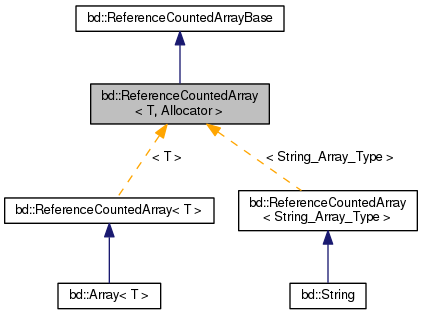 bd::ReferenceCountedArrayBase
bd::ReferenceCountedArray
< T, Allocator >
< T >
< String_Array_Type >
bd::ReferenceCountedArray< T >
bd::ReferenceCountedArray
< String_Array_Type >
bd::Array< T >
bd::String